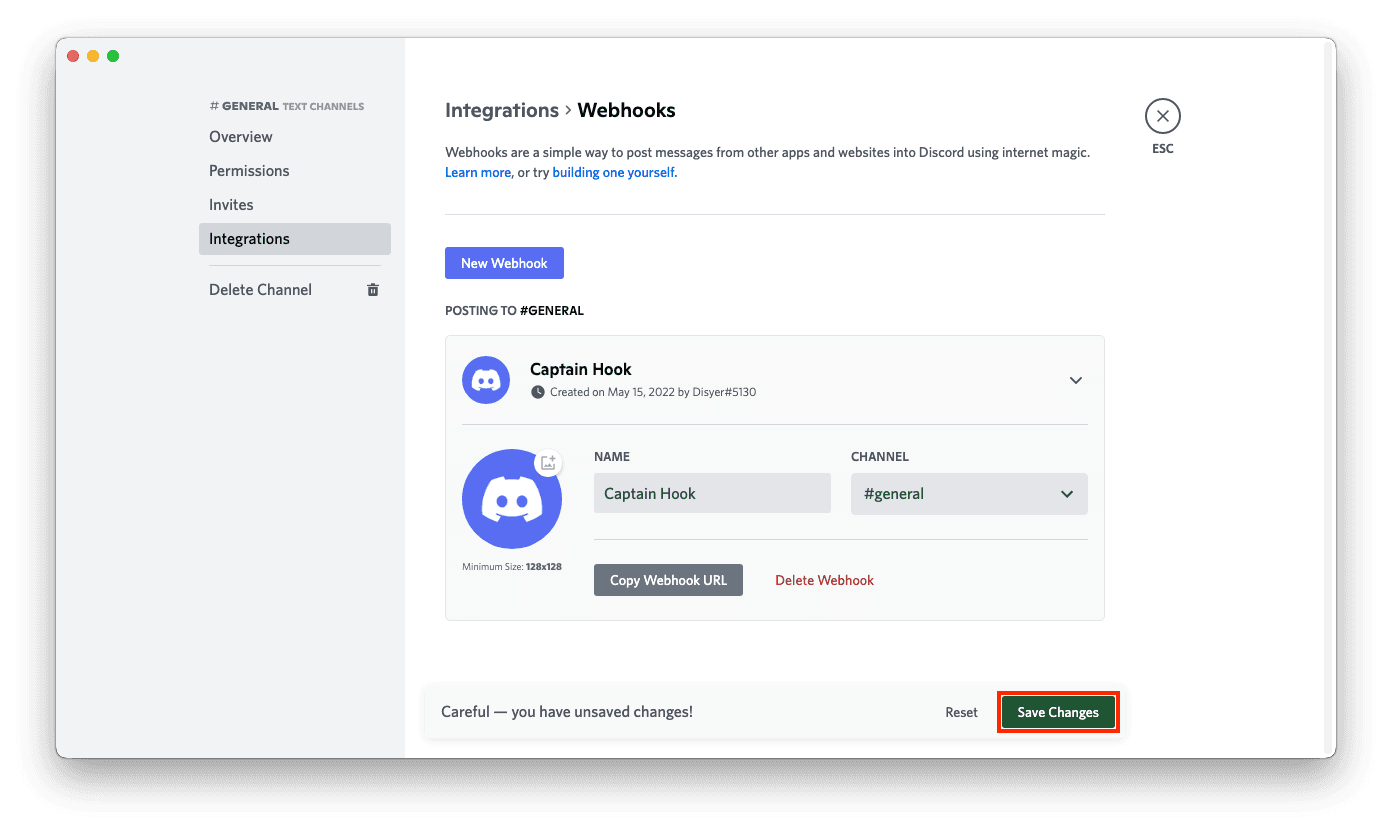 # GENERAL TEXT CHANNELS
Overview
Permissions
Invites
Integrations
Delete Channel
Integrations › Webhooks
ESC
Webhooks are a simple way to post messages from other apps and websites into Discord using internet magic.
Learn more, or try building one yourself.
New Webhook
POSTING TO #GENERAL
Captain Hook
Created on May 15, 2022 by Disyer#5130
NAME
CHANNEL
Captain Hook
#general
Minimum Size: 128x128
Copy Webhook URL
Delete Webhook
Careful — you have unsaved changes!
Reset
Save Changes